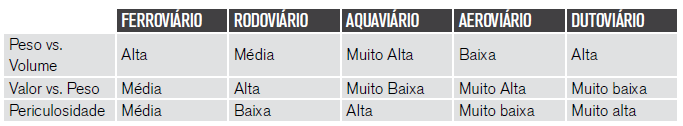 FERROVIÁRIO RODOVIÁRIO AQUAVIÁRIO AEROVIÁRIO DUTOVIÁRIO
Peso vs. Volume Alta Média Muito Alta Baixa Alta
Valor vs. Peso Média Alta Muito Baixa Muito Alta Muito baixa
Periculosidade Média Baixa Alta Muito baixa Muito alta